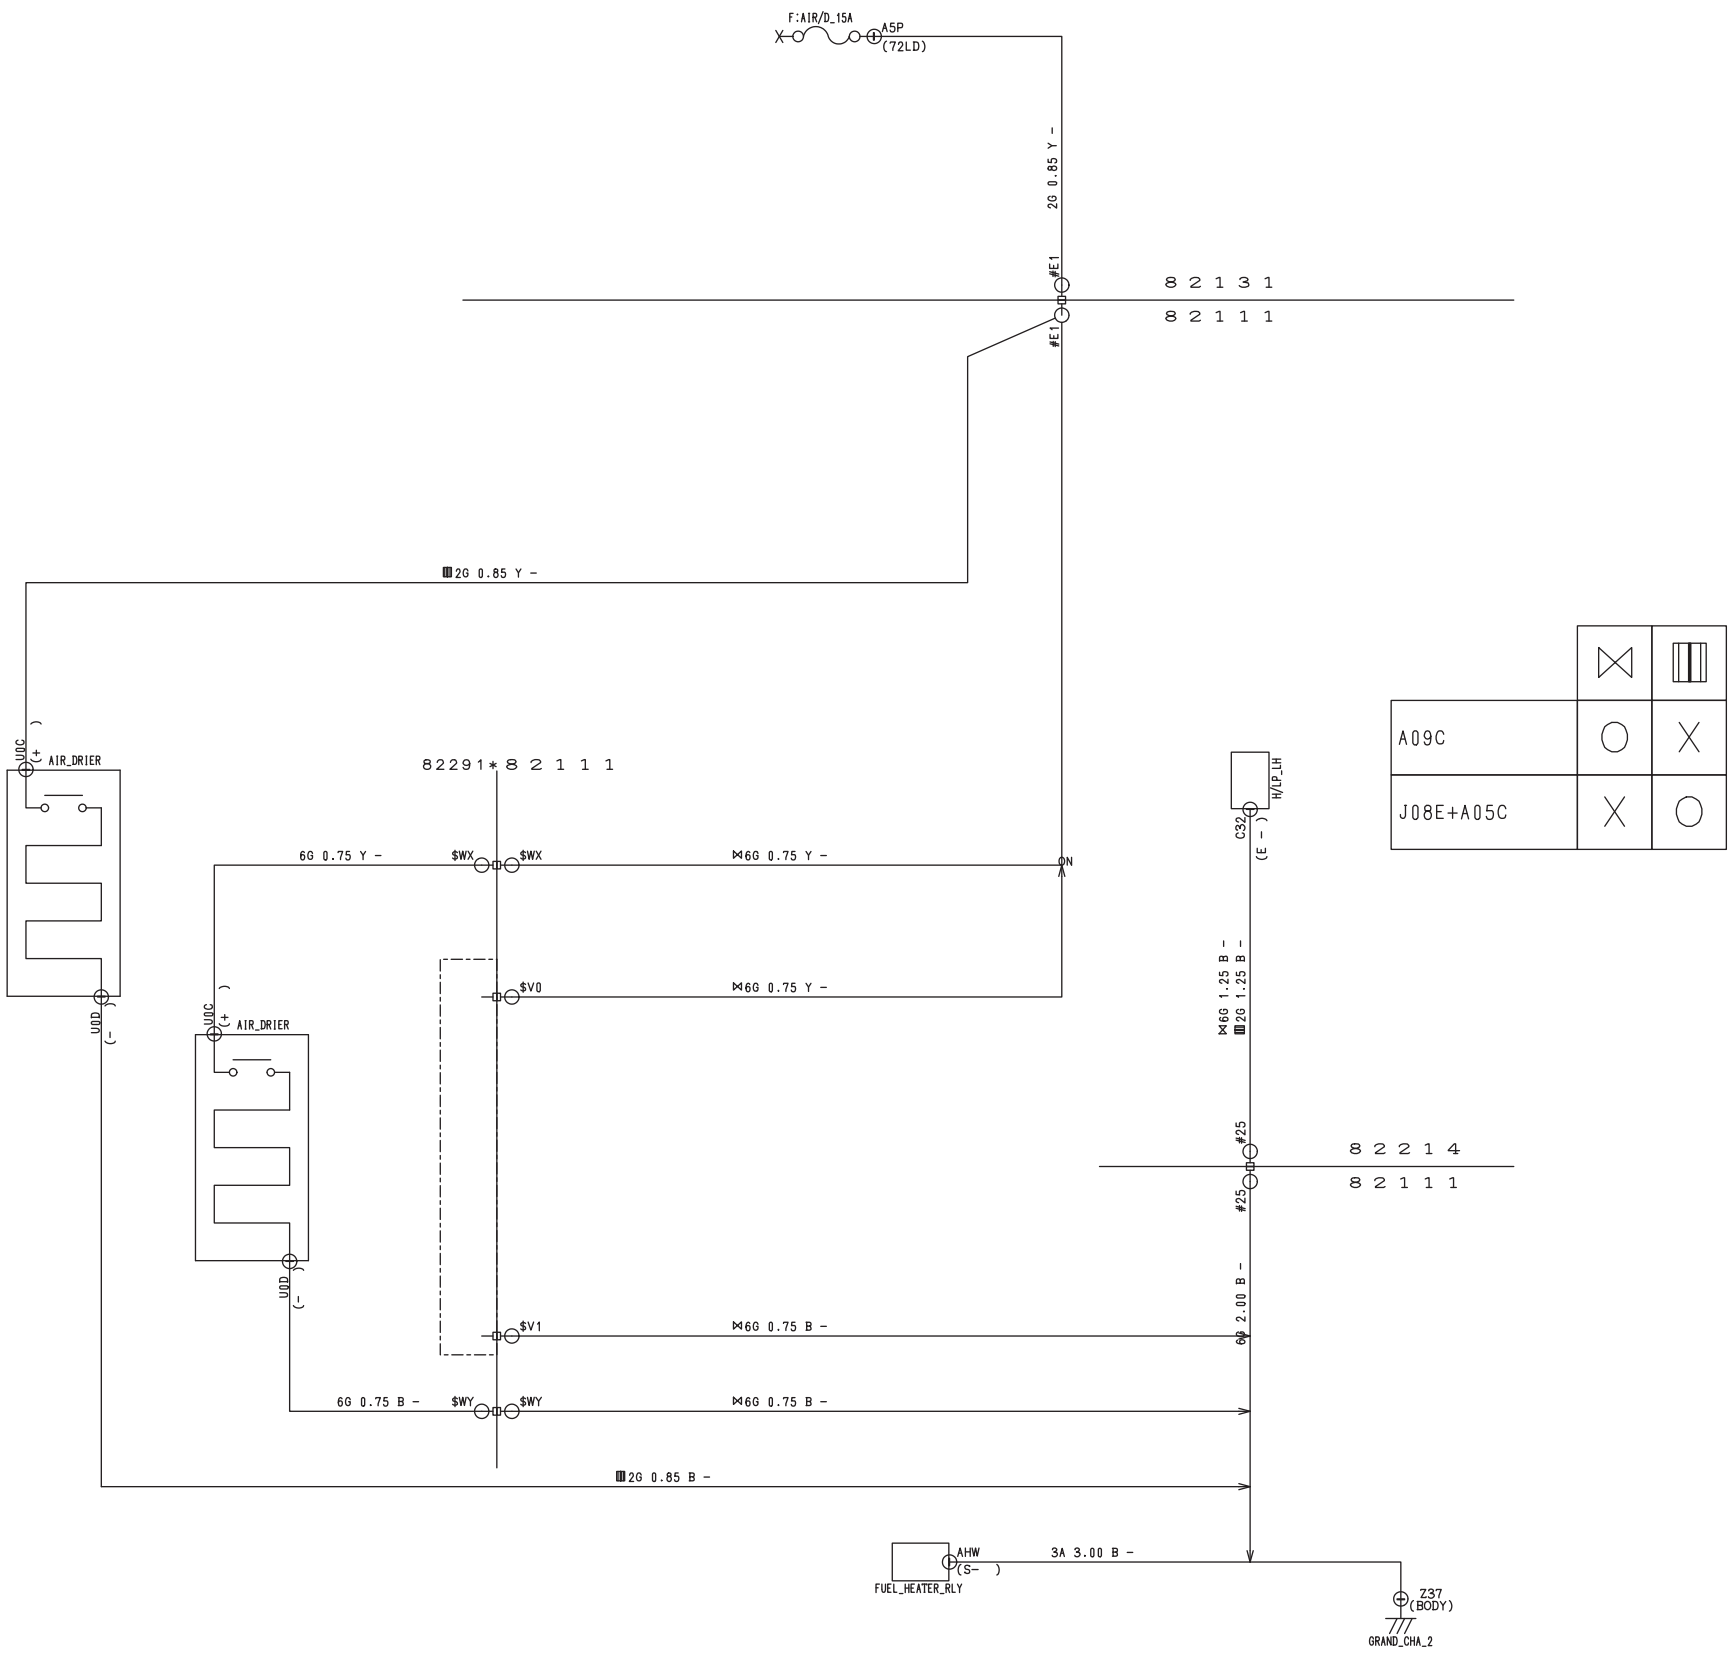 F:AIR/D_15A
A5P
(72LD)
2G 0.85 Y -
#E1
8 2 1 3 1
8 2 1 1 1
#E1
2G 0.85 Y -
A09C
J08E+A05C
U0C
(+ )
AIR_DRIER
82291* 8 2 1 1 1
H/LP_LH
C32
(E - )
6G 0.75 Y -
$WX
$WX
6G 0.75 Y -
ON
6G 1.25 B -
2G 1.25 B -
$V0
6G 0.75 Y -
U0D
(- )
U0C
(+ )
AIR_DRIER
#25
8 2 2 1 4
8 2 1 1 1
#25
U0D
(- )
6G 2.00 B -
$V1
6G 0.75 B -
6G 0.75 B -
$WY
$WY
6G 0.75 B -
2G 0.85 B -
AHW
(S- )
3A 3.00 B -
FUEL_HEATER_RLY
Z37
(BODY)
GRAND_CHA_2